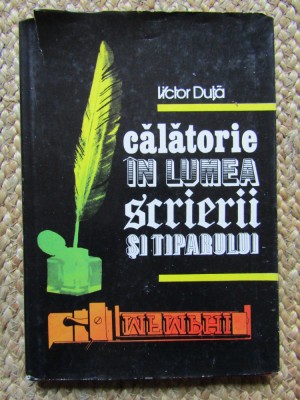 Victor Duță
călătorie
ÎN LUMEA
scrierii
ȘI TIPARULUI